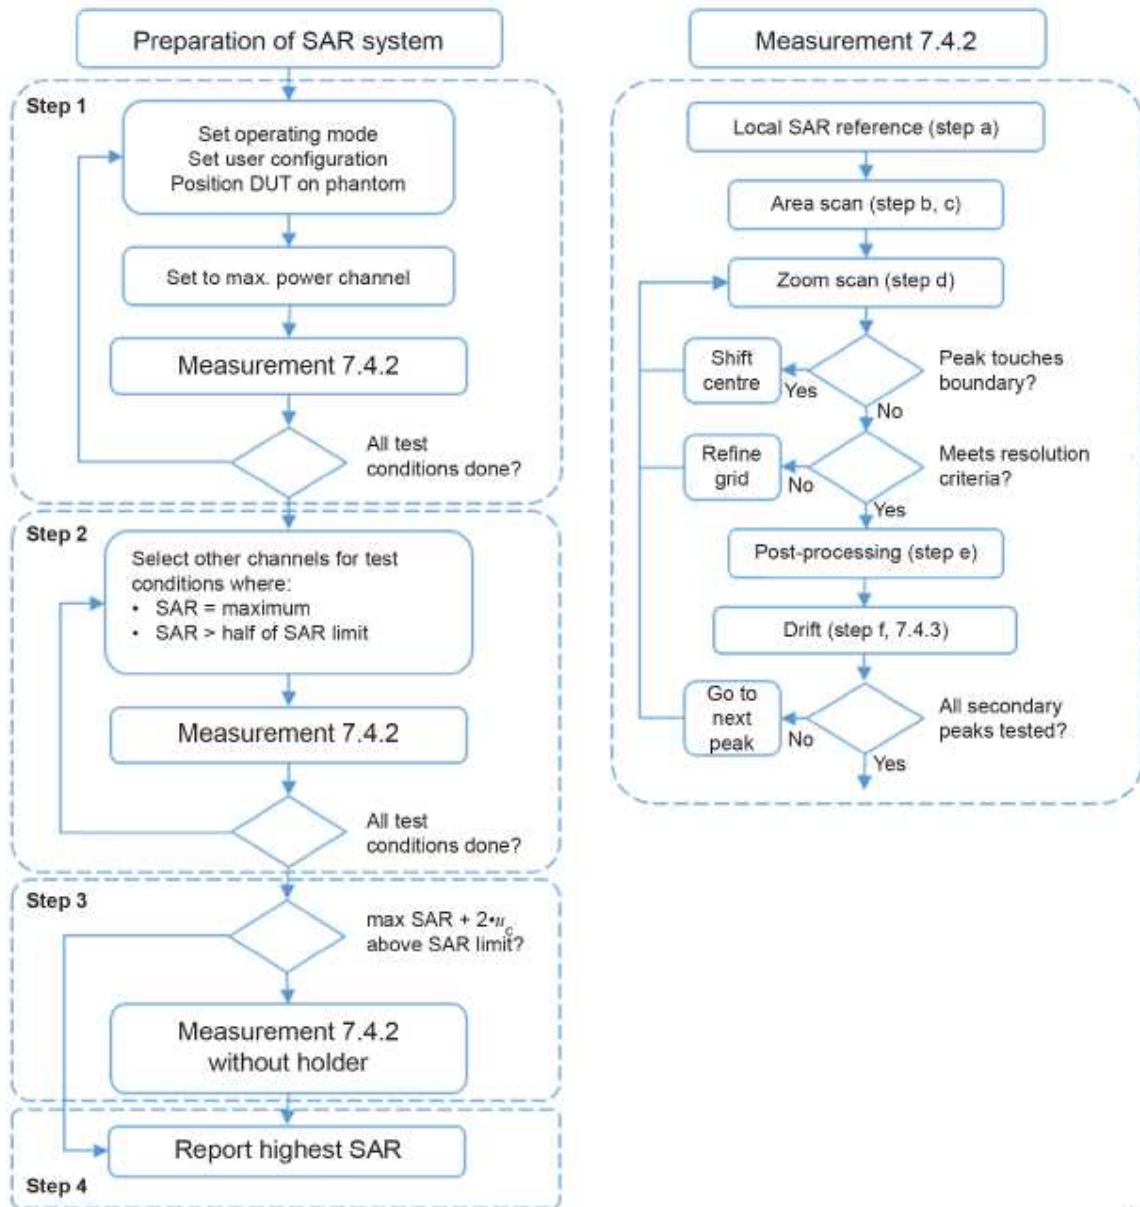 Preparation of SAR system
Step 1
Set operating mode
Set user configuration
Position DUT on phantom
Set to max. power channel
Measurement 7.4.2
All test
conditions done?
Step 2
Select other channels for test
conditions where:
• SAR = maximum
• SAR > half of SAR limit
Measurement 7.4.2
All test
conditions done?
Step 3
max SAR + 2•u_c
above SAR limit?
Measurement 7.4.2
without holder
Report highest SAR
Step 4
Measurement 7.4.2
Local SAR reference (step a)
Area scan (step b, c)
Zoom scan (step d)
Shift
centre
Yes
Peak touches
boundary?
No
Refine
grid
No
Meets resolution
criteria?
Yes
Post-processing (step e)
Drift (step f, 7.4.3)
Go to
next
peak
No
All secondary
peaks tested?
Yes